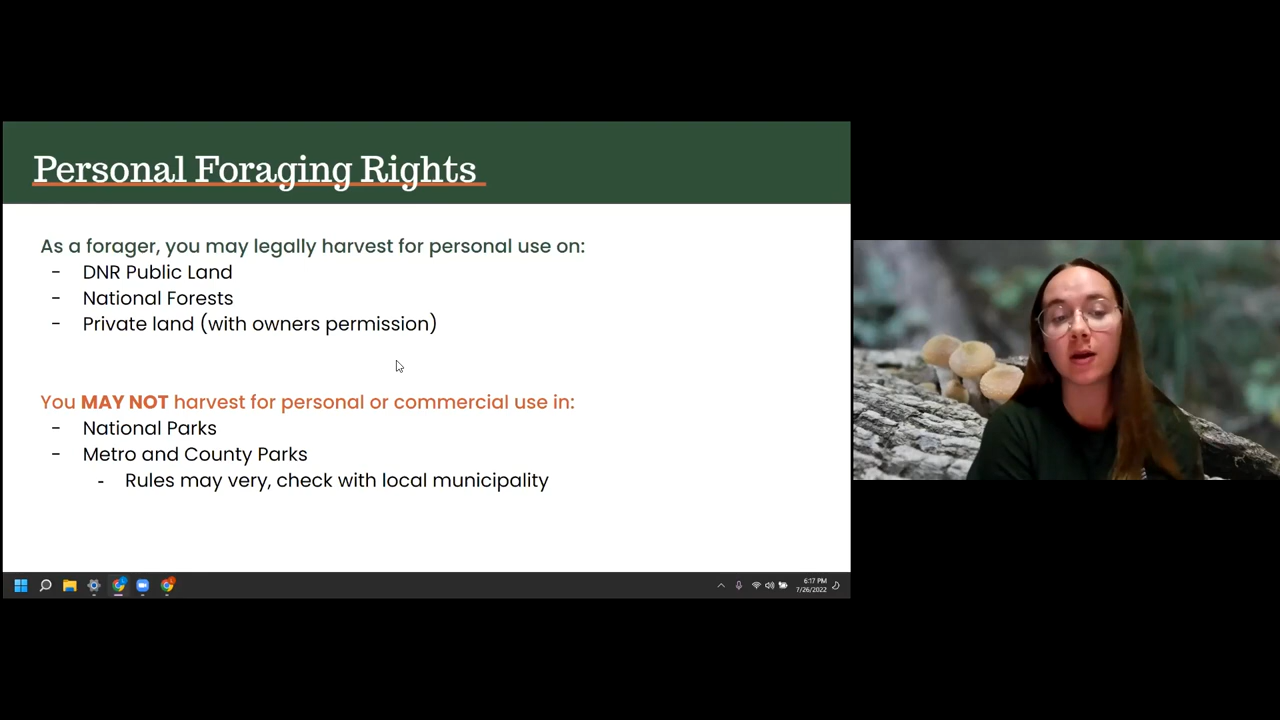 Personal Foraging Rights
As a forager, you may legally harvest for personal use on:
- DNR Public Land
- National Forests
- Private land (with owners permission)
You MAY NOT harvest for personal or commercial use in:
- National Parks
- Metro and County Parks
- Rules may very, check with local municipality
6:17 PM
7/26/2022